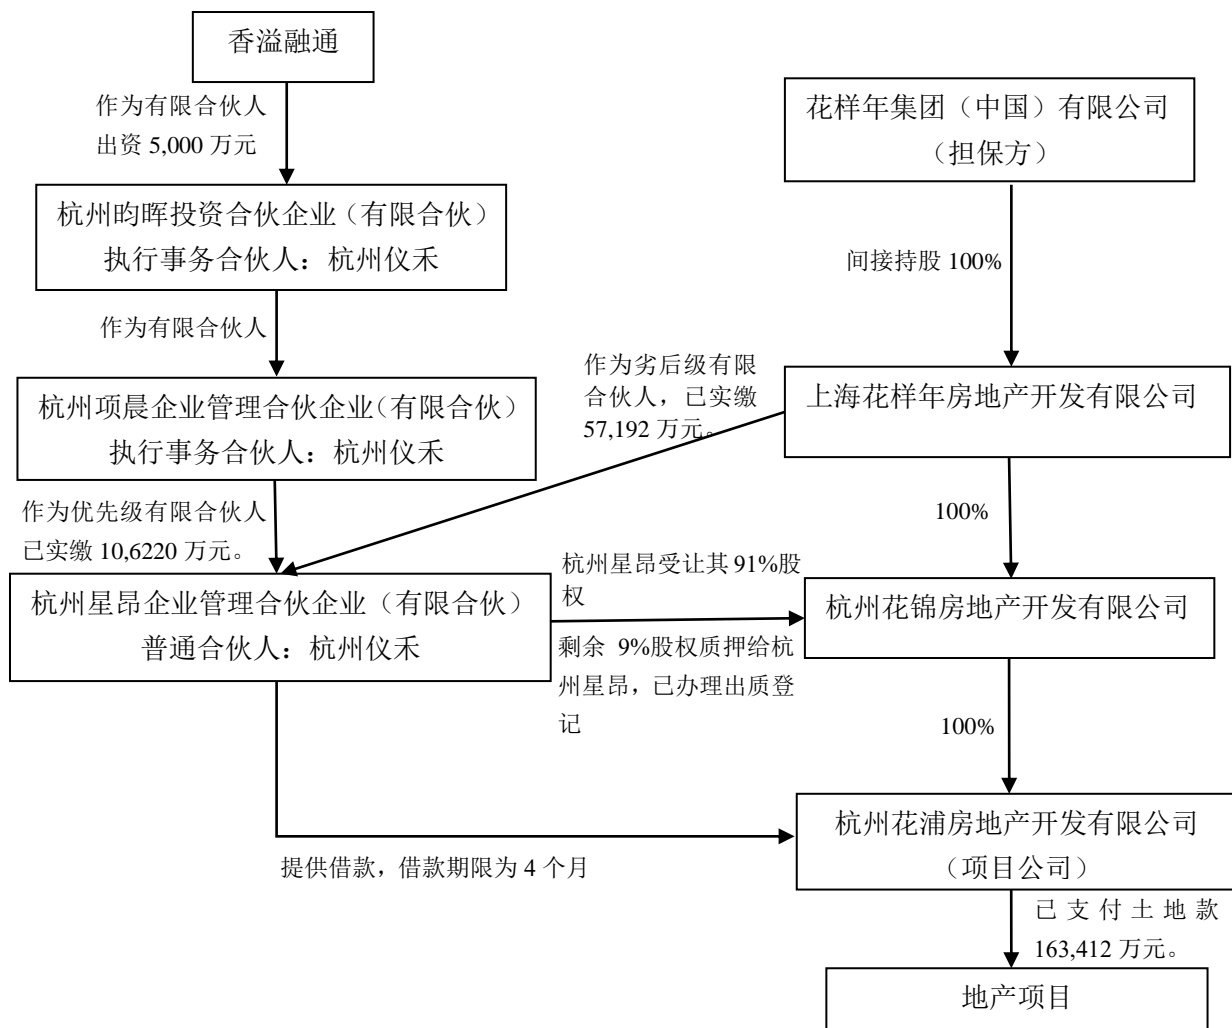 香溢融通
作为有限合伙人
出资 5,000 万元
花样年集团（中国）有限公司
（担保方）
杭州昀晖投资合伙企业（有限合伙）
执行事务合伙人：杭州仪禾
间接持股 100%
作为有限合伙人
杭州项晨企业管理合伙企业（有限合伙）
执行事务合伙人：杭州仪禾
作为劣后级有限
合伙人，已实缴
57,192 万元。
上海花样年房地产开发有限公司
作为优先级有限合伙人
已实缴 10,6220 万元。
100%
杭州星昂企业管理合伙企业（有限合伙）
普通合伙人：杭州仪禾
杭州星昂受让其 91%股
权
剩余 9%股权质押给杭
州星昂，已办理出质登
记
杭州花锦房地产开发有限公司
100%
提供借款，借款期限为 4 个月
杭州花浦房地产开发有限公司
（项目公司）
已支付土地款
163,412 万元。
地产项目